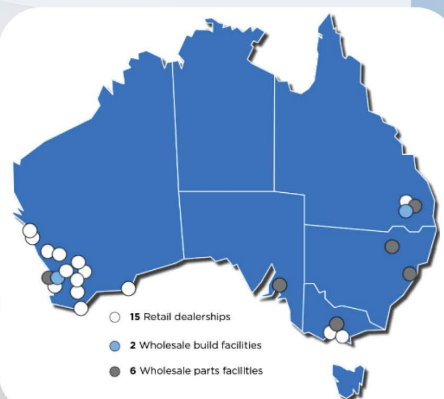 15 Retail dealerships
2 Wholesale build facilities
6 Wholesale parts facilities